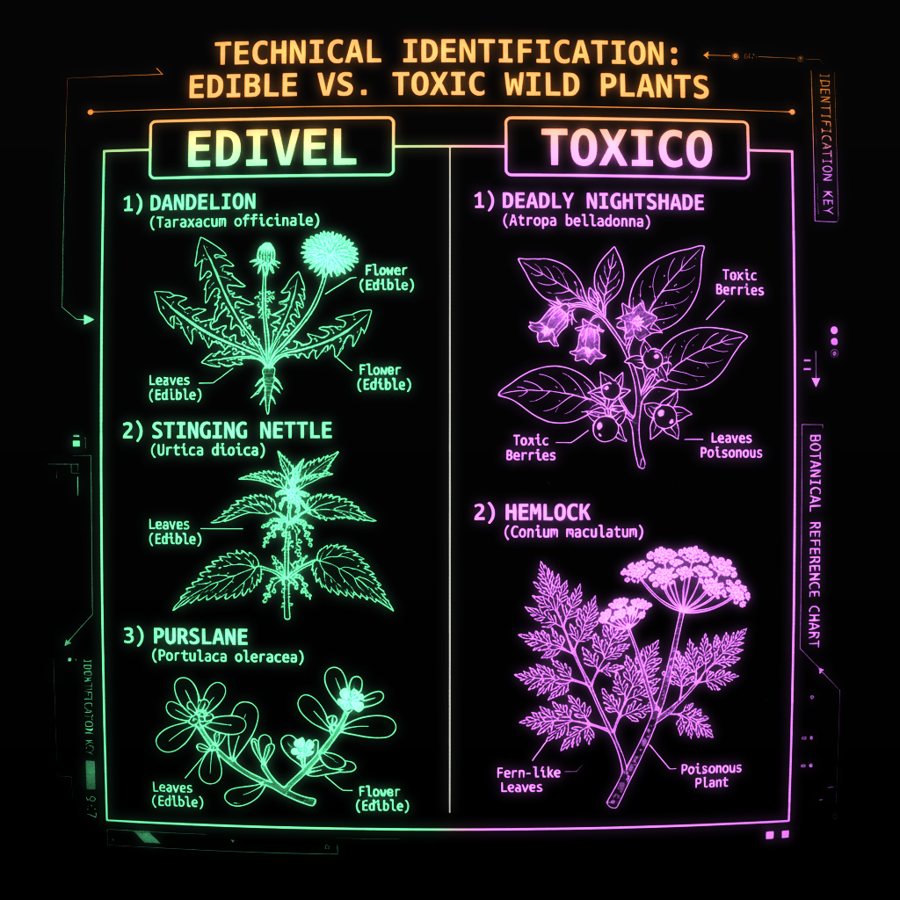 TECHNICAL IDENTIFICATION:
EDIBLE VS. TOXIC WILD PLANTS
IDENTIFICATION KEY
EDIVEL
1) DANDELION
(Taraxacum officinale)
Flower
(Edible)
Leaves
(Edible)
Flower
(Edible)
2) STINGING NETTLE
(Urtica dioica)
Leaves
(Edible)
3) PURSLANE
(Portulaca oleracea)
Leaves
(Edible)
Flower
(Edible)
TOXICO
1) DEADLY NIGHTSHADE
(Atropa belladonna)
Toxic
Berries
Toxic
Berries
Leaves
Poisonous
2) HEMLOCK
(Conium maculatum)
Fern-like
Leaves
Poisonous
Plant
BOTANICAL REFERENCE CHART
IDENTIFICATION KEY